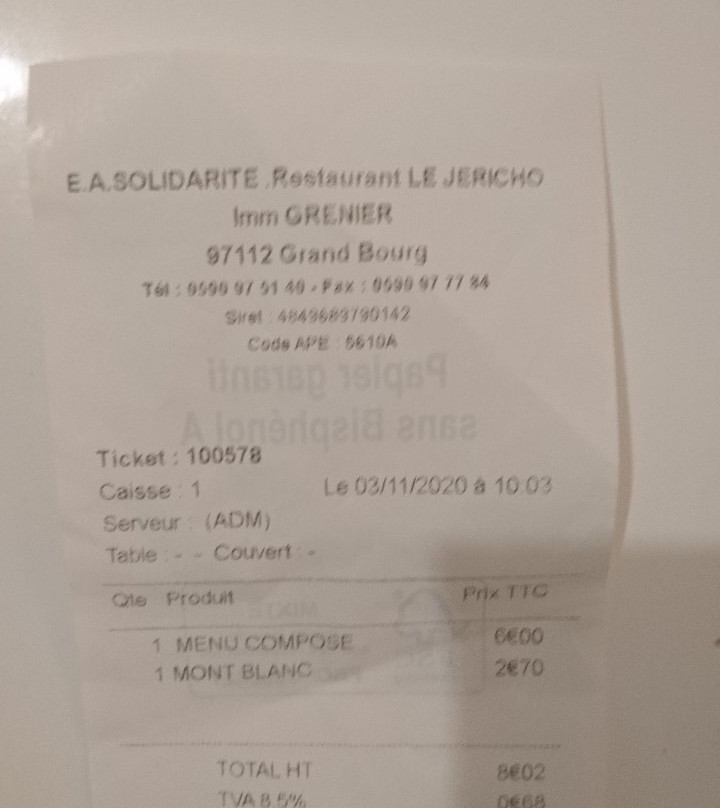 E.A.SOLIDARITE ,Restaurant LE JERICHO
Imm GRENIER
97112 Grand Bourg
Tél : 0590 97 51 40 - Fax : 0590 97 77 84
Siret : 4849689790142
Code APE : 5610A
Papier garanti
sans Bisphénol A
Ticket : 100578
Caisse : 1 Le 03/11/2020 à 10:03
Serveur : (ADM)
Table : - - Couvert : -
Qte Produit Prix TTC
1 MENU COMPOSE 6€00
1 MONT BLANC 2€70
TOTAL HT 8€02
TVA 8.5% 0€68